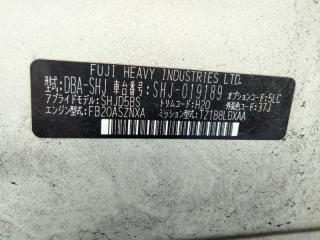 FUJI HEAVY INDUSTRIES LTD.
型式:DBA-SHJ 車台番号:SHJ-019189 オプションコード:5LC
アプライドモデル:SHJD5BS トリムコード:H20 外装色コード:37J
エンジン型式:FB20ASZNXA ミッション型式:TZ1B8LDXAA